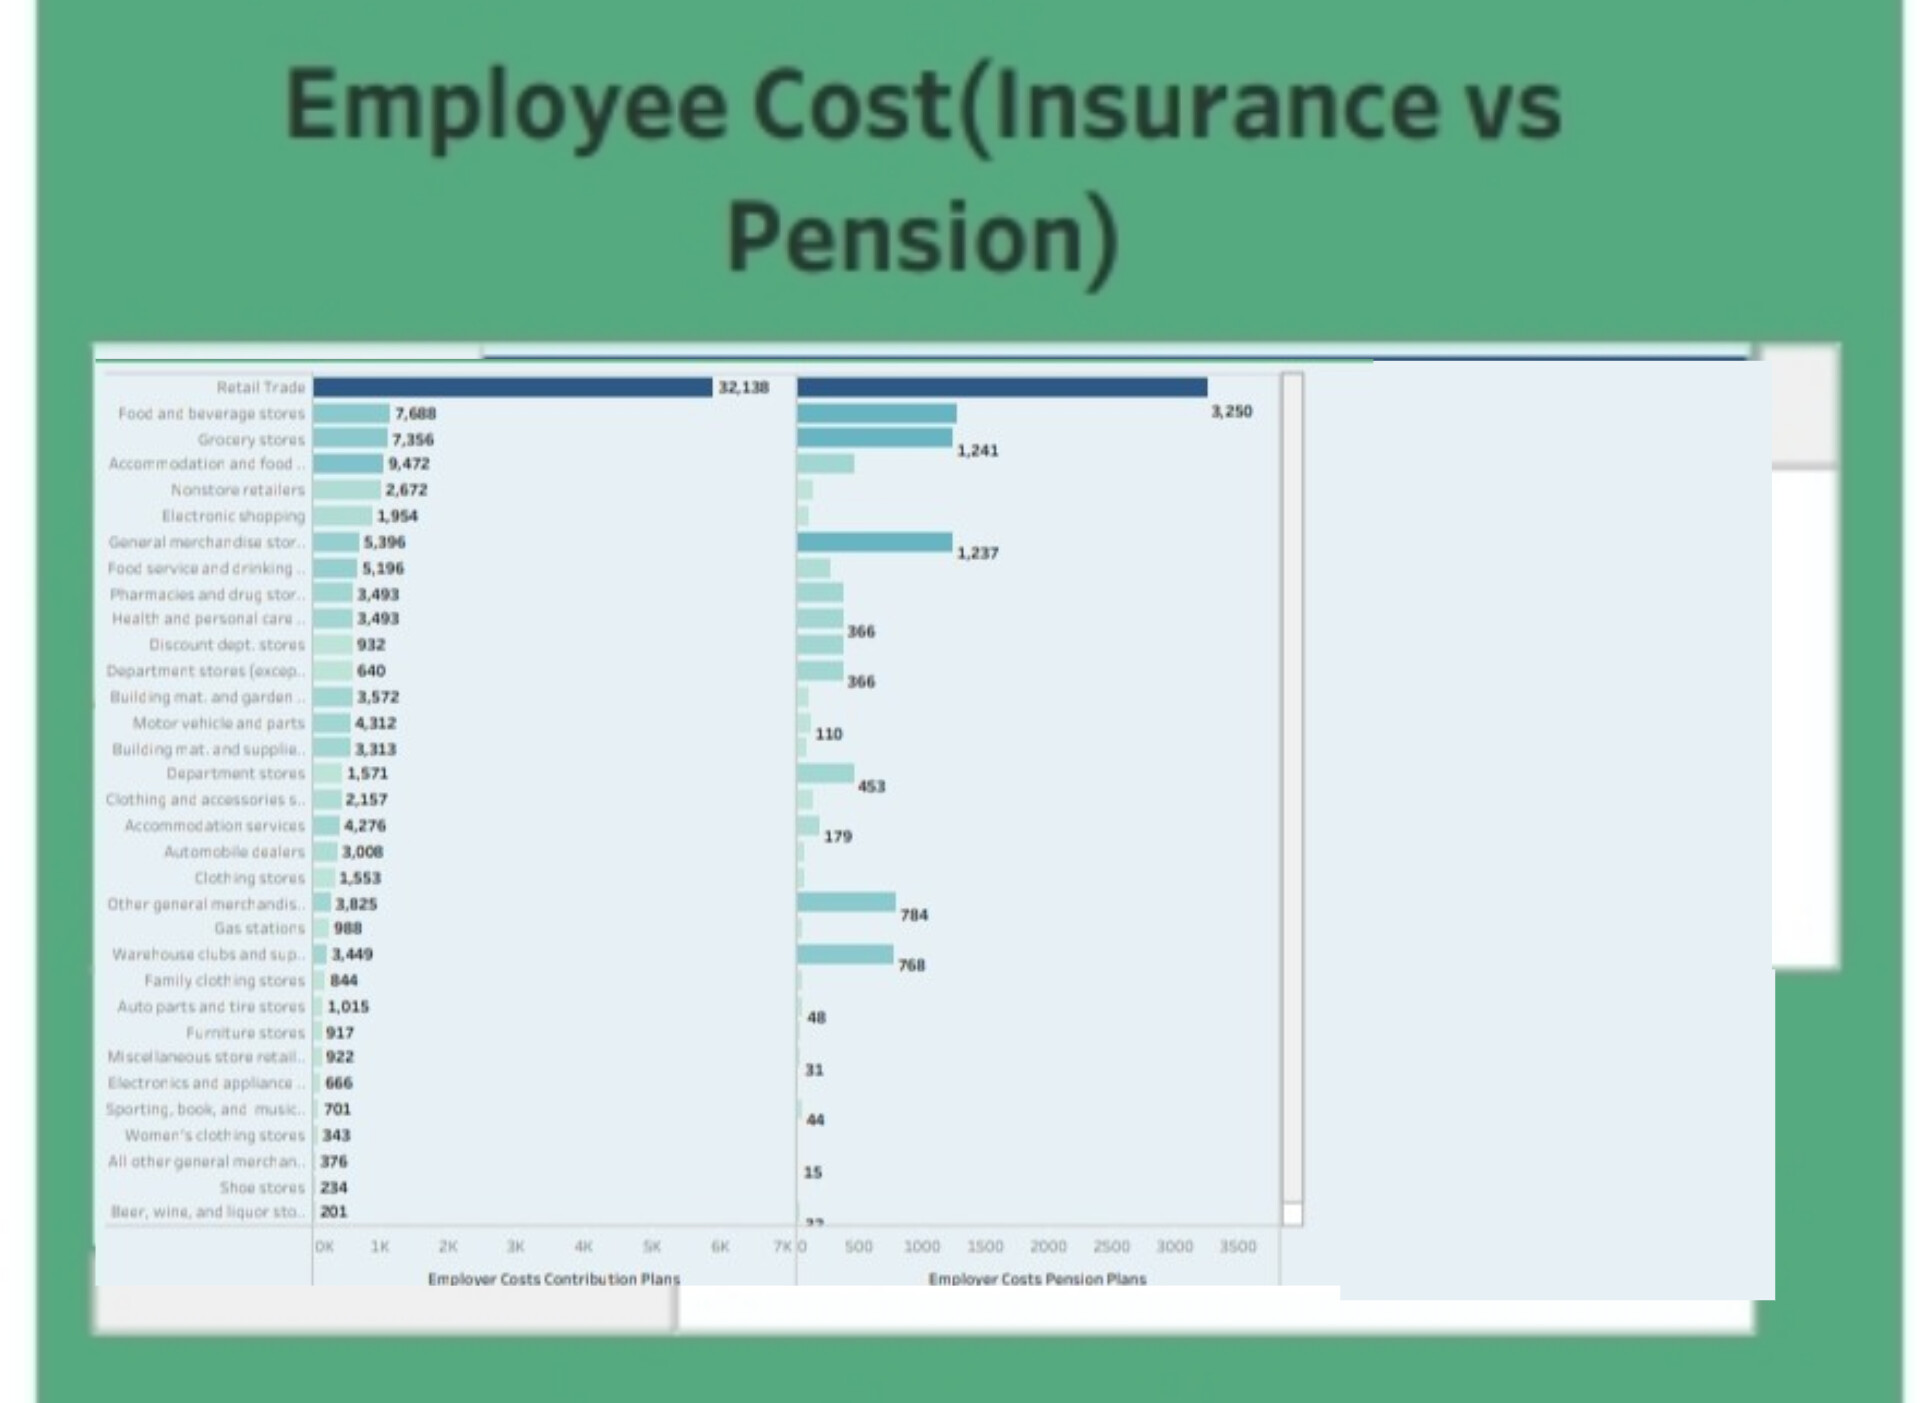 Employee Cost(Insurance vs
Pension)
Retail Trade 32,138 3,250
Food and beverage stores 7,688
Grocery stores 7,356 1,241
Accommodation and food .. 9,472
Nonstore retailers 2,672
Electronic shopping 1,954
General merchandise stor.. 5,396 1,237
Food service and drinking .. 5,196
Pharmacies and drug stor.. 3,493
Health and personal care .. 3,493 366
Discount dept. stores 932
Department stores (excep.. 640 366
Building mat. and garden .. 3,572
Motor vehicle and parts 4,312 110
Building mat. and supplie.. 3,313
Department stores 1,571 453
Clothing and accessories s.. 2,157
Accommodation services 4,276 179
Automobile dealers 3,008
Clothing stores 1,553
Other general merchandis.. 3,825 784
Gas stations 988
Warehouse clubs and sup.. 3,449 768
Family clothing stores 844
Auto parts and tire stores 1,015 48
Furniture stores 917
Miscellaneous store retail.. 922 31
Electronics and appliance .. 666
Sporting, book, and music.. 701 44
Women's clothing stores 343
All other general merchan.. 376 15
Shoe stores 234
Beer, wine, and liquor sto.. 201
0K 1K 2K 3K 4K 5K 6K 7K 0 500 1000 1500 2000 2500 3000 3500
Employer Costs Contribution Plans Employer Costs Pension Plans